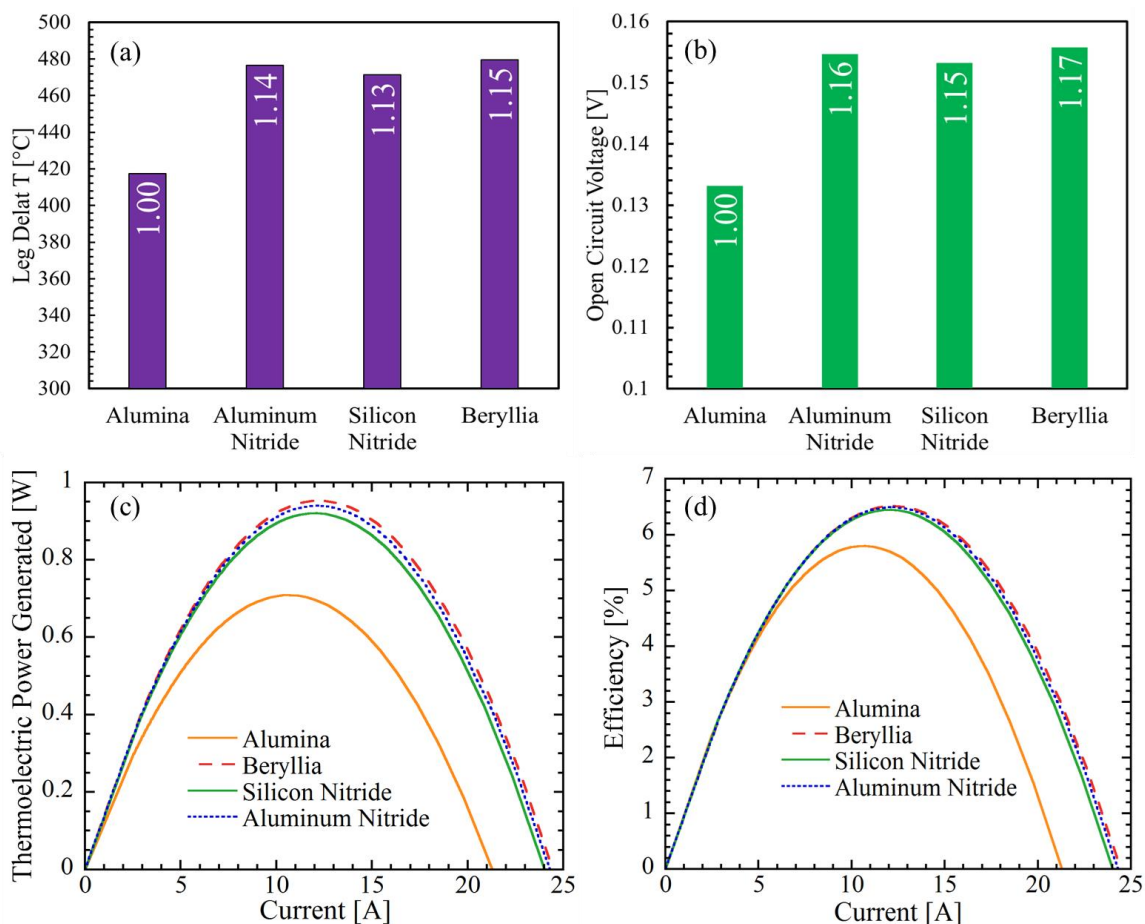 (a)
Leg Delat T [°C]
500
480
460
440
420
400
380
360
340
320
300
1.00
1.14
1.13
1.15
Alumina
Aluminum
Nitride
Silicon
Nitride
Beryllia
(b)
Open Circuit Voltage [V]
0.16
0.15
0.14
0.13
0.12
0.11
0.1
1.00
1.16
1.15
1.17
Alumina
Aluminum
Nitride
Silicon
Nitride
Beryllia
(c)
Thermoelectric Power Generated [W]
1
0.8
0.6
0.4
0.2
0
Alumina
Beryllia
Silicon Nitride
Aluminum Nitride
0
5
10
15
20
25
Current [A]
(d)
Efficiency [%]
7
6
5
4
3
2
1
0
Alumina
Beryllia
Silicon Nitride
Aluminum Nitride
0
5
10
15
20
25
Current [A]